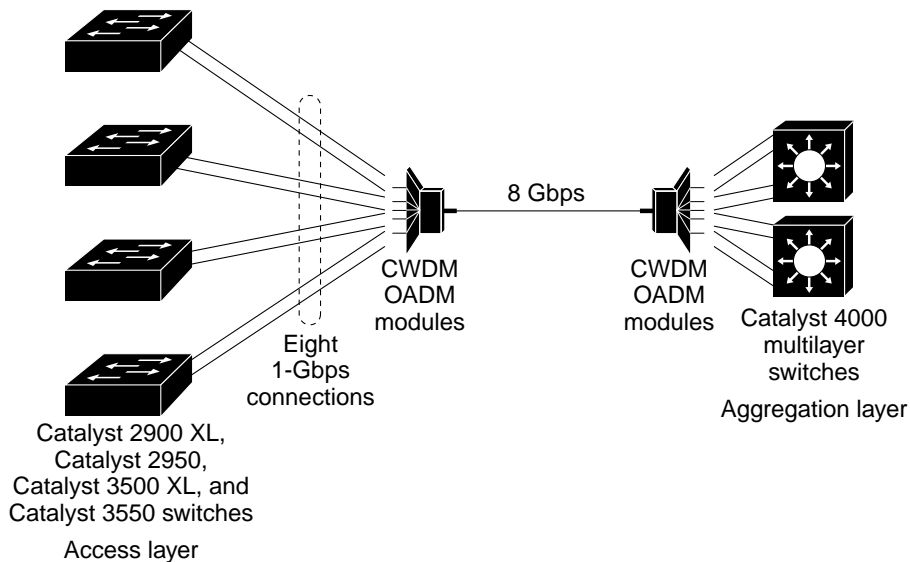 8 Gbps
CWDM
OADM
modules
CWDM
OADM
modules
Eight
1-Gbps
connections
Catalyst 4000
multilayer
switches
Aggregation layer
Catalyst 2900 XL,
Catalyst 2950,
Catalyst 3500 XL, and
Catalyst 3550 switches
Access layer